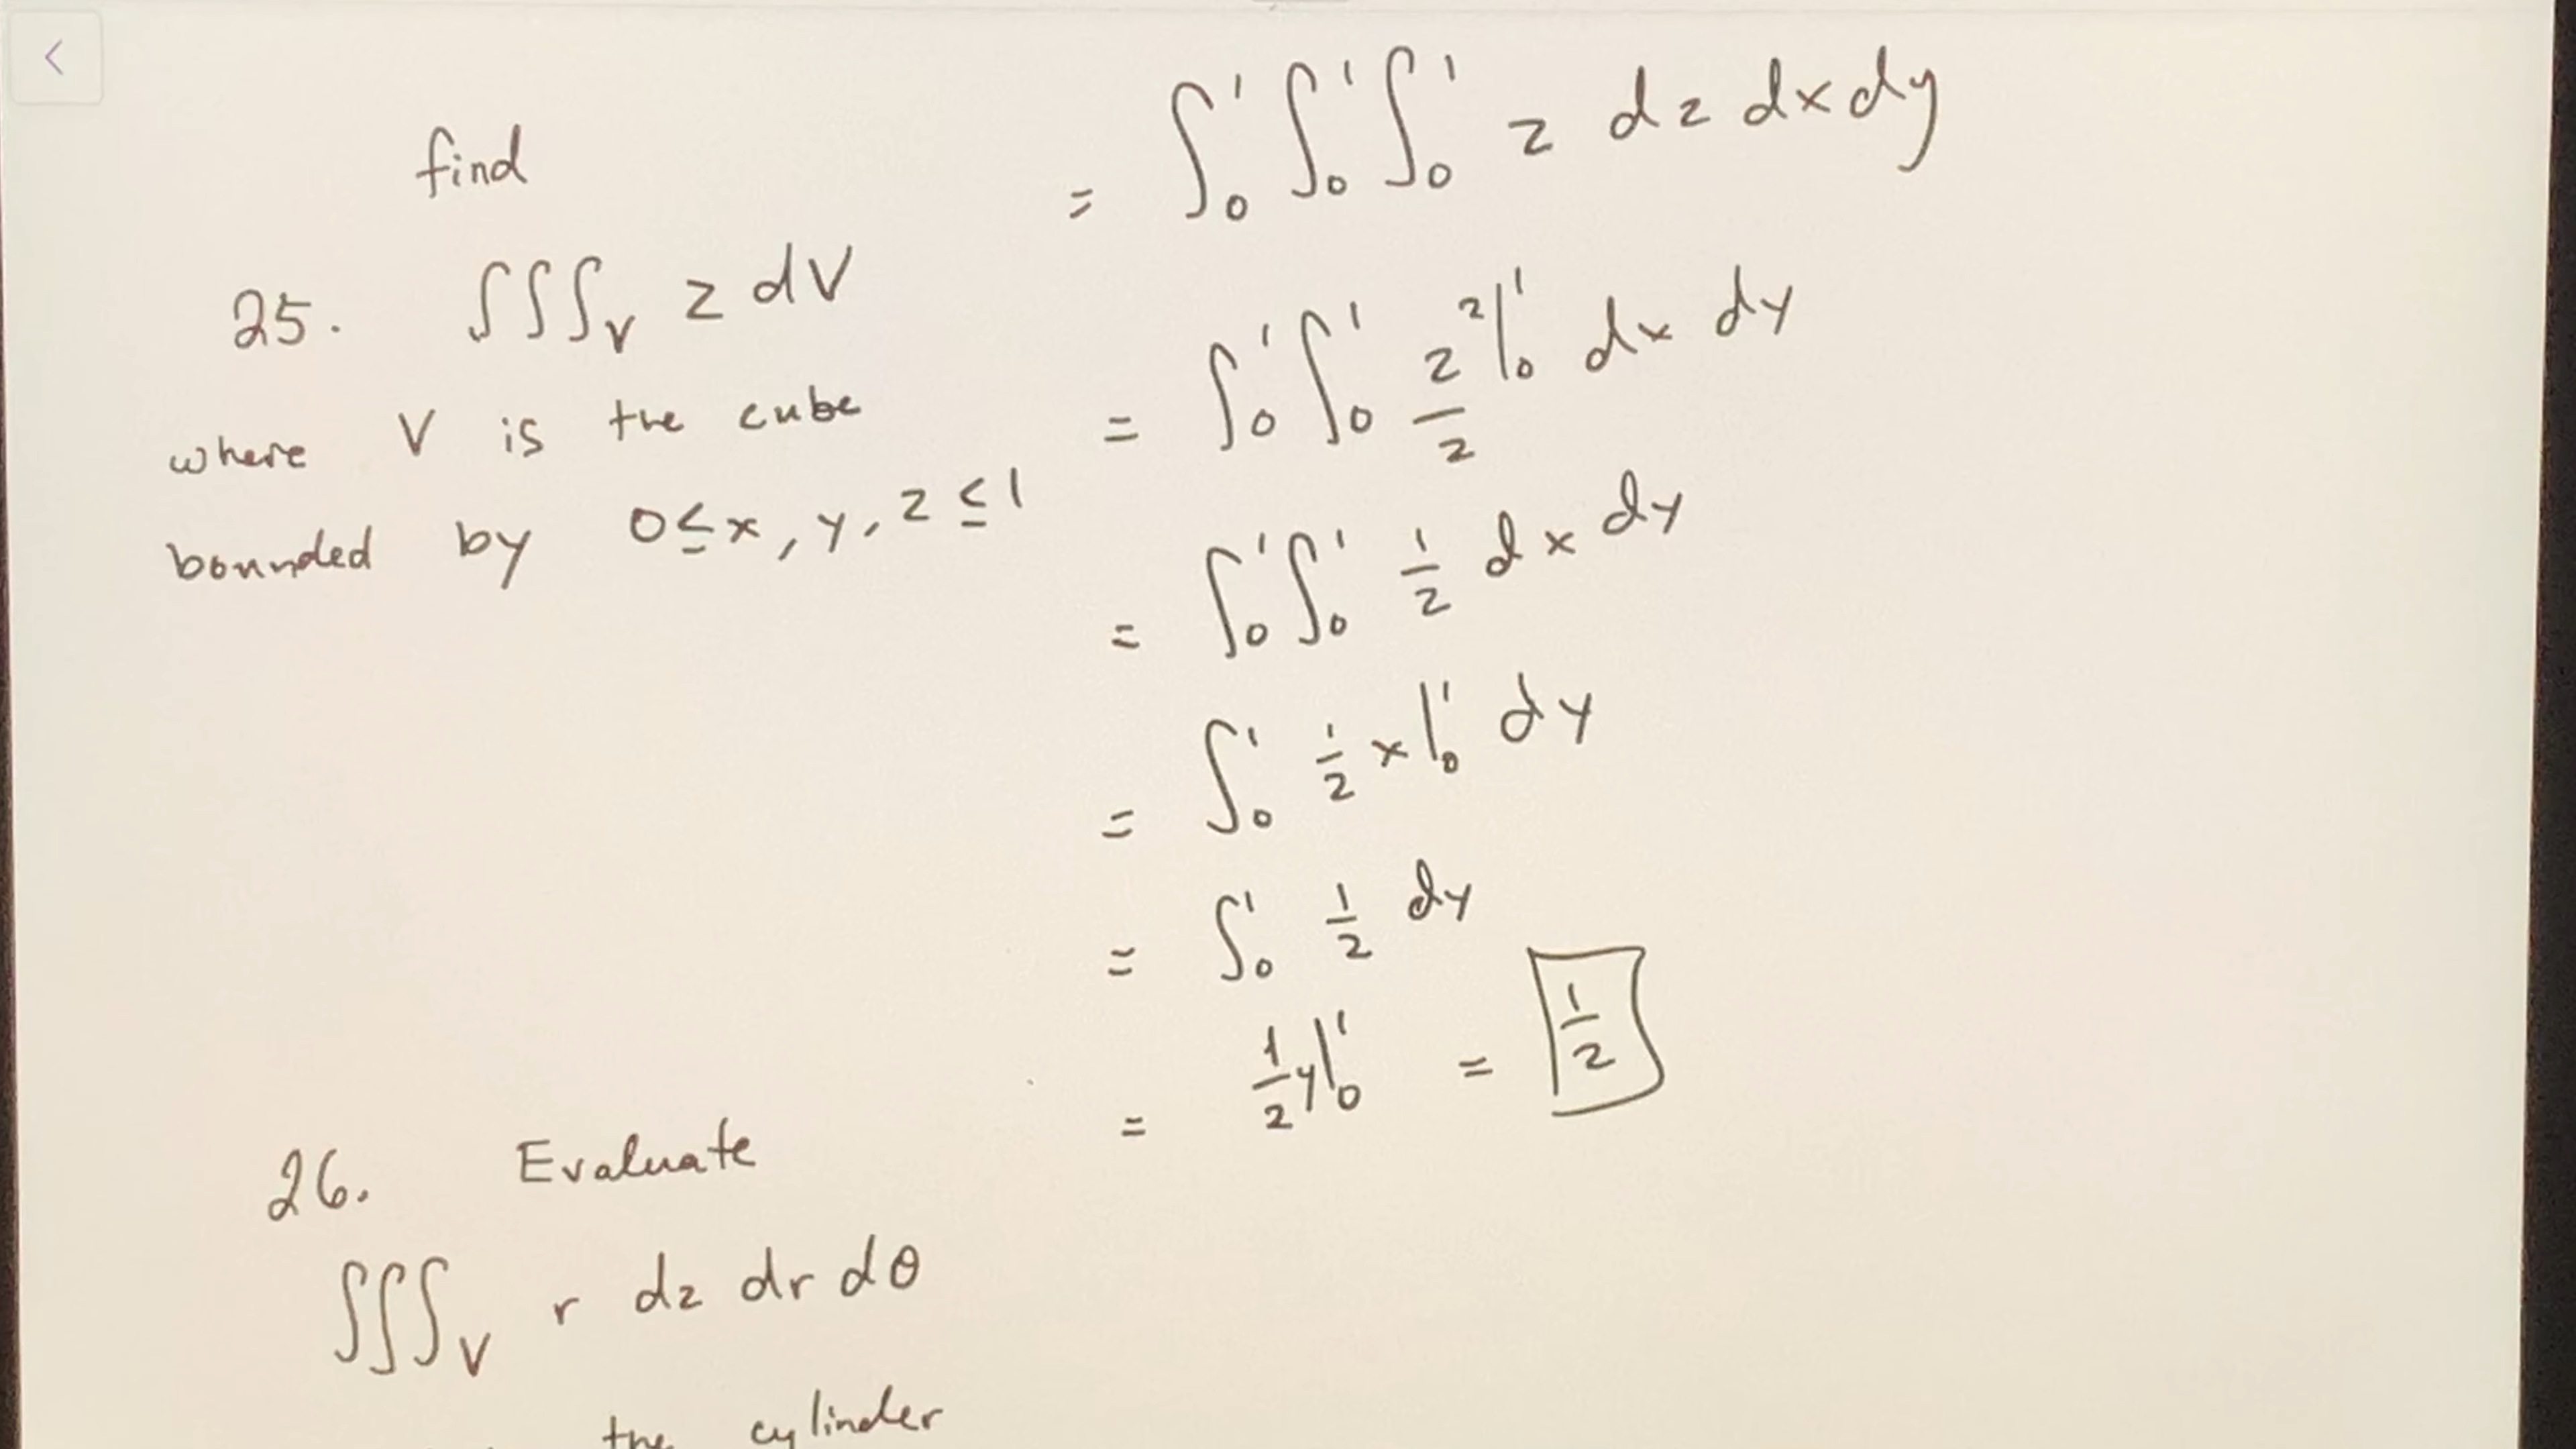 find
25. ∫∫∫_V z dV
where V is the cube
bounded by 0≤x, y, z ≤ 1
= ∫₀¹ ∫₀¹ ∫₀¹ z dz dx dy
= ∫₀¹ ∫₀¹ z²/2 |₀¹ dx dy
= ∫₀¹ ∫₀¹ 1/2 dx dy
= ∫₀¹ 1/2 x |₀¹ dy
= ∫₀¹ 1/2 dy
= 1/2 y |₀¹ = 1/2
26. Evaluate
∫∫∫_V r dz dr dθ
the cylinder